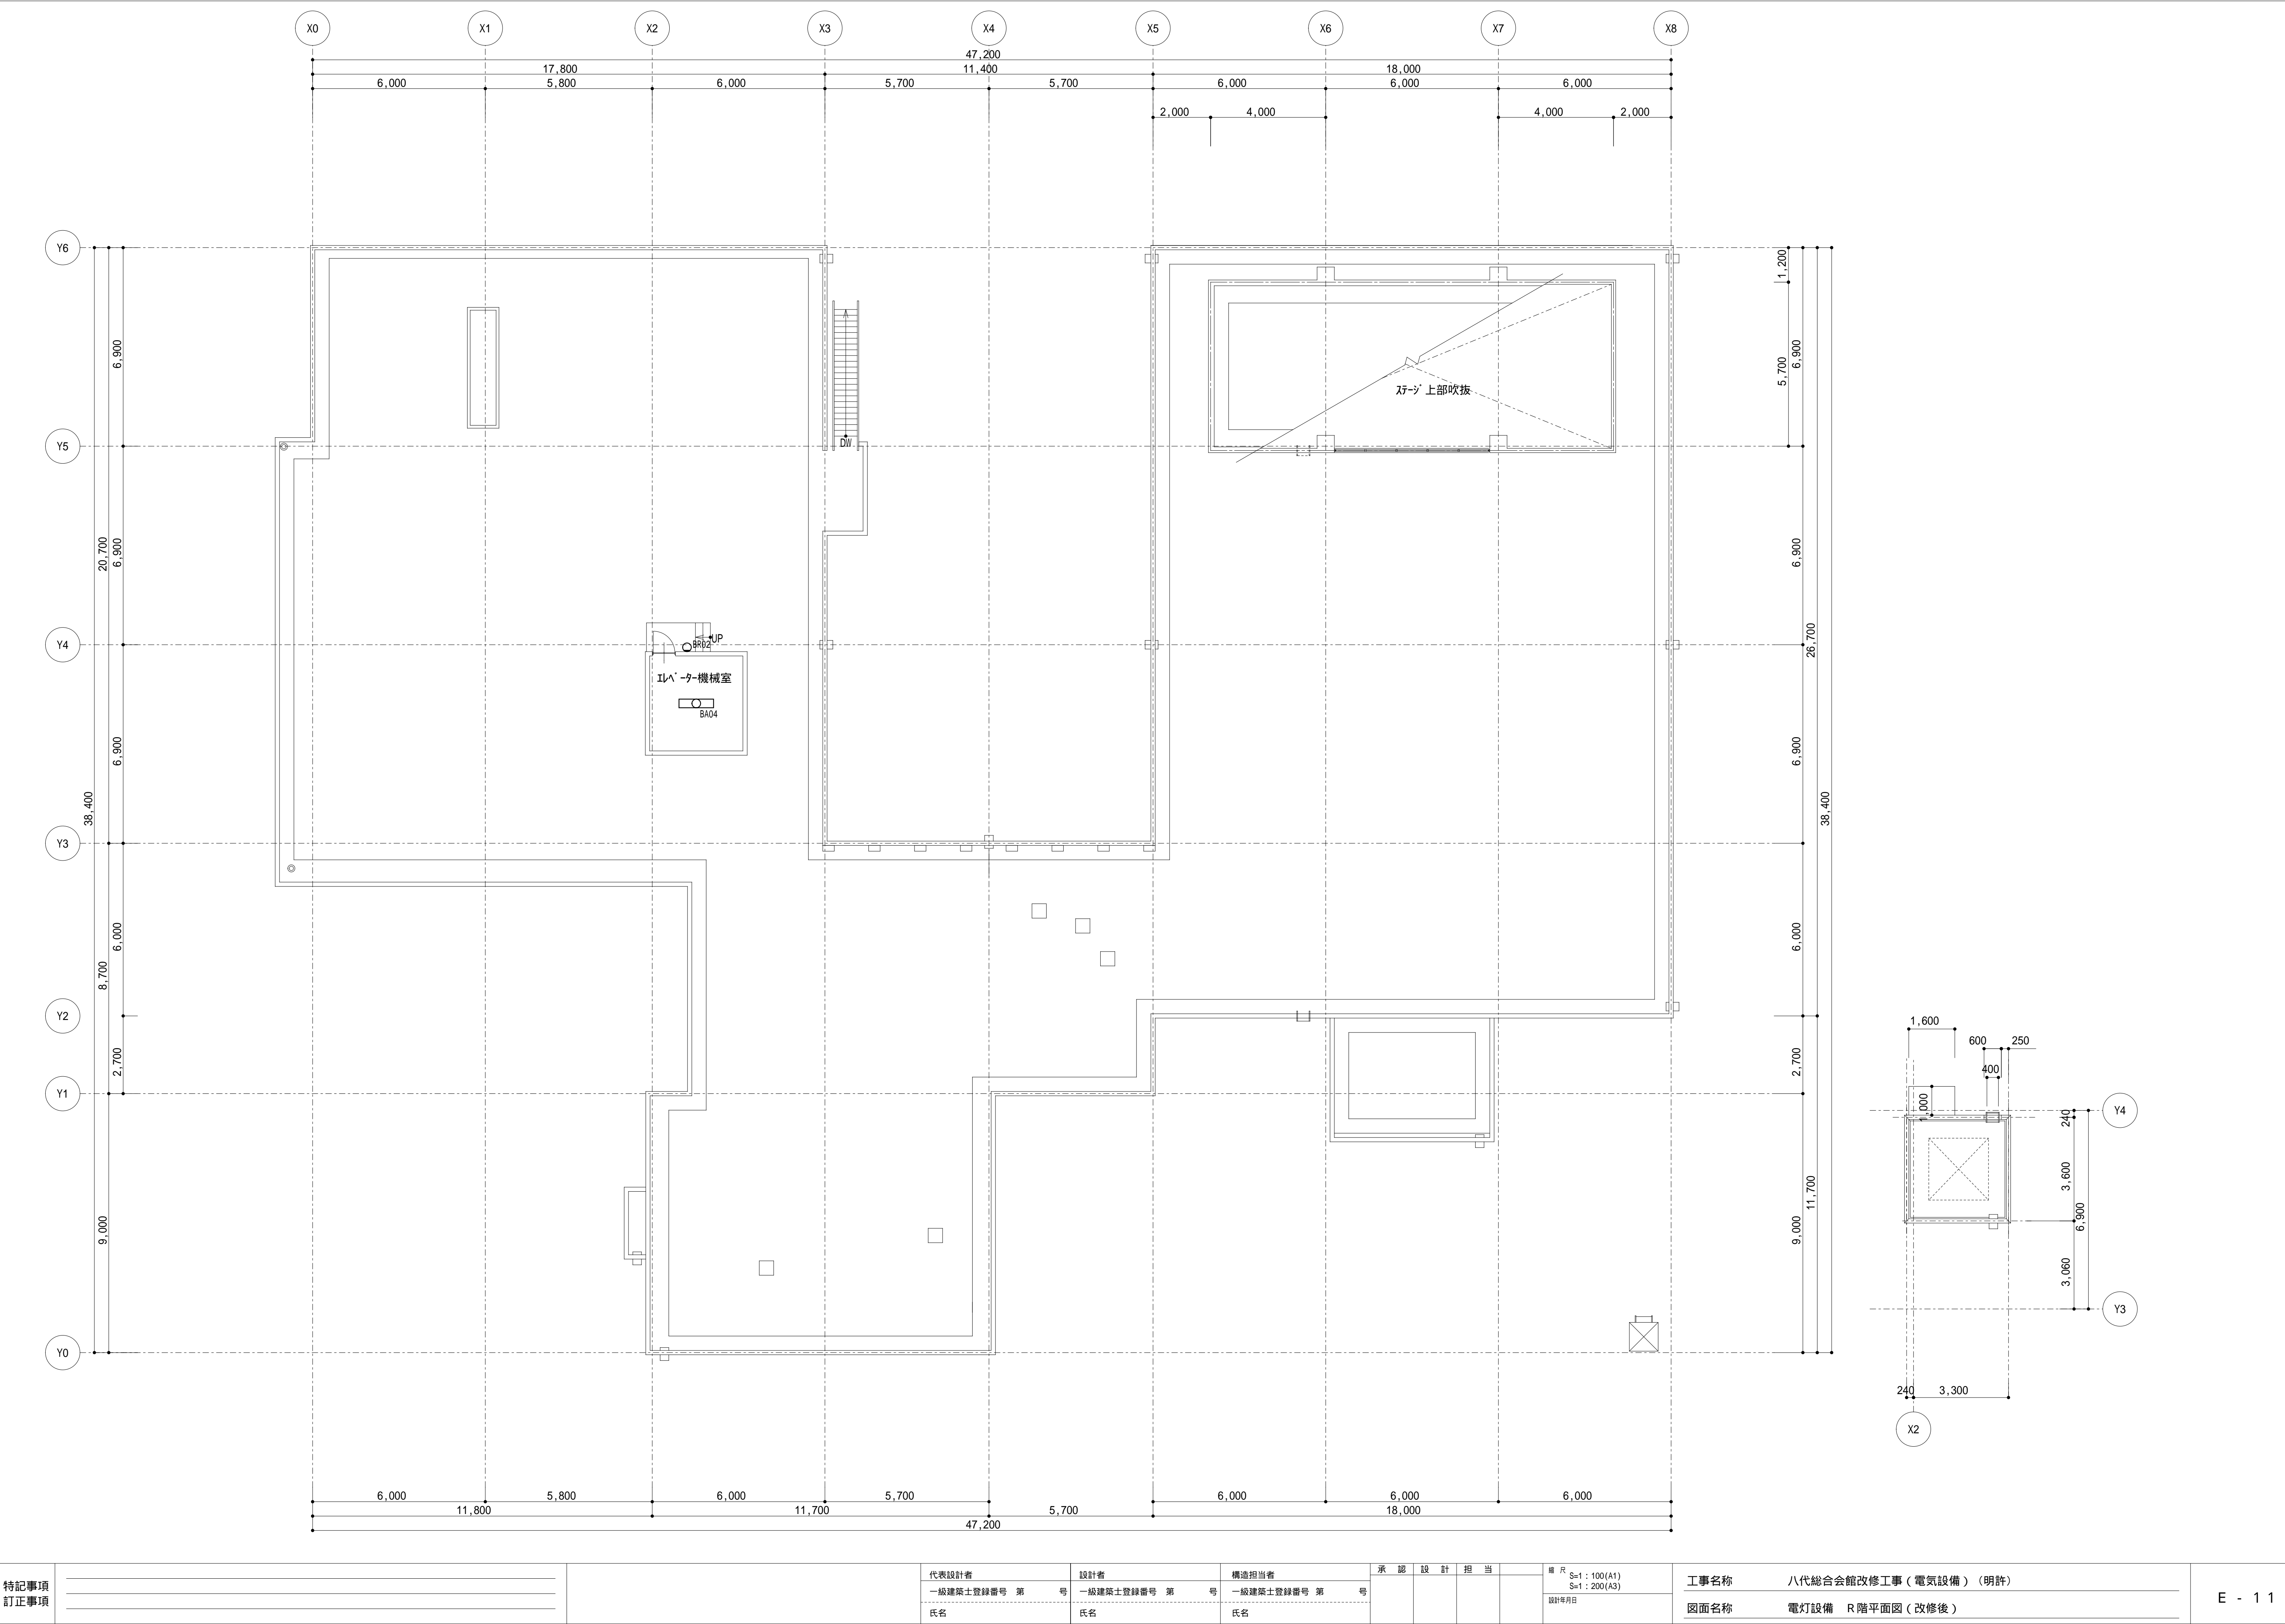 X0 X1 X2 X3 X4 X5 X6 X7 X8
47,200
17,800 11,400 18,000
6,000 5,800 6,000 5,700 5,700 6,000 6,000 6,000
2,000 4,000 4,000 2,000
Y6
Y5
Y4
Y3
Y2
Y1
Y0
6,900
6,900
6,900
6,000
2,700
20,700
8,700
9,000
38,400
DW
ｽﾃｰｼﾞ上部吹抜
UP
BR02
ｴﾚﾍﾞｰﾀｰ機械室
BA04
1,200
5,700
6,900
6,900
6,900
6,000
2,700
9,000
26,700
11,700
38,400
1,600
600 250
400
1,000
240
3,600
3,060
6,900
Y4
Y3
240 3,300
X2
6,000 5,800 6,000 5,700 6,000 6,000 6,000
11,800 11,700 5,700 18,000
47,200
特記事項
訂正事項
代表設計者
一級建築士登録番号 第 号
氏名
設計者
一級建築士登録番号 第 号
氏名
構造担当者
一級建築士登録番号 第 号
氏名
承 認 設 計 担 当
縮 尺
S=1：100(A1)
S=1：200(A3)
設計年月日
工事名称 八代総合会館改修工事（電気設備）（明許）
図面名称 電灯設備 R階平面図（改修後）
E - 11